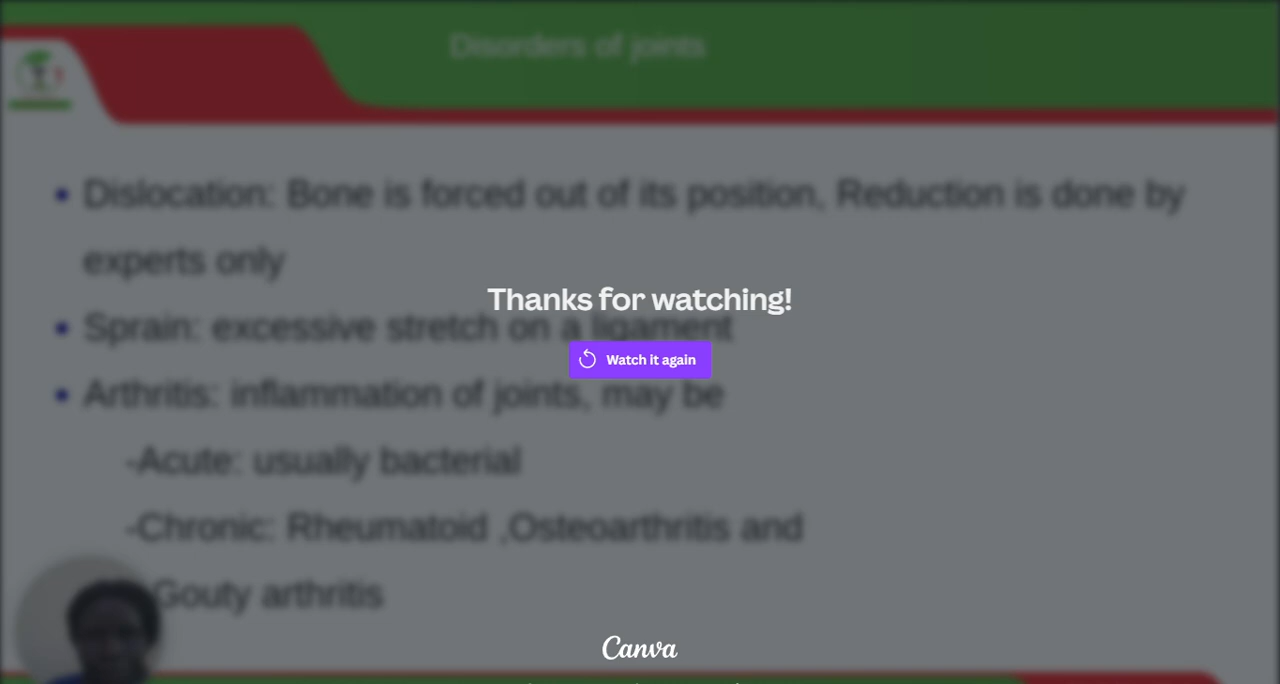 Disorders of joints
• Dislocation: Bone is forced out of its position, Reduction is done by
experts only
Thanks for watching!
• Sprain: excessive stretch on a ligament
Watch it again
• Arthritis: inflammation of joints, may be
-Acute: usually bacterial
-Chronic: Rheumatoid ,Osteoarthritis and
Gouty arthritis
Canva